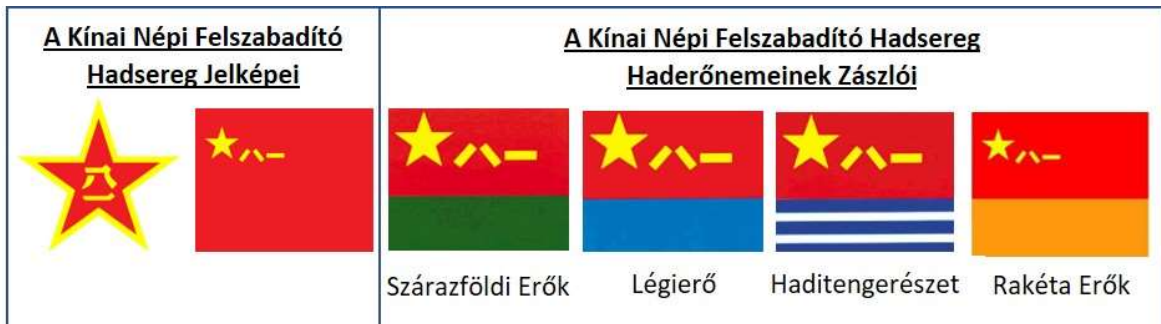 A Kínai Népi Felszabadító
Hadsereg Jelképei
八一
八一
A Kínai Népi Felszabadító Hadsereg
Haderőnemeinek Zászlói
八一
八一
八一
八一
Szárazföldi Erők
Légierő
Haditengerészet
Rakéta Erők